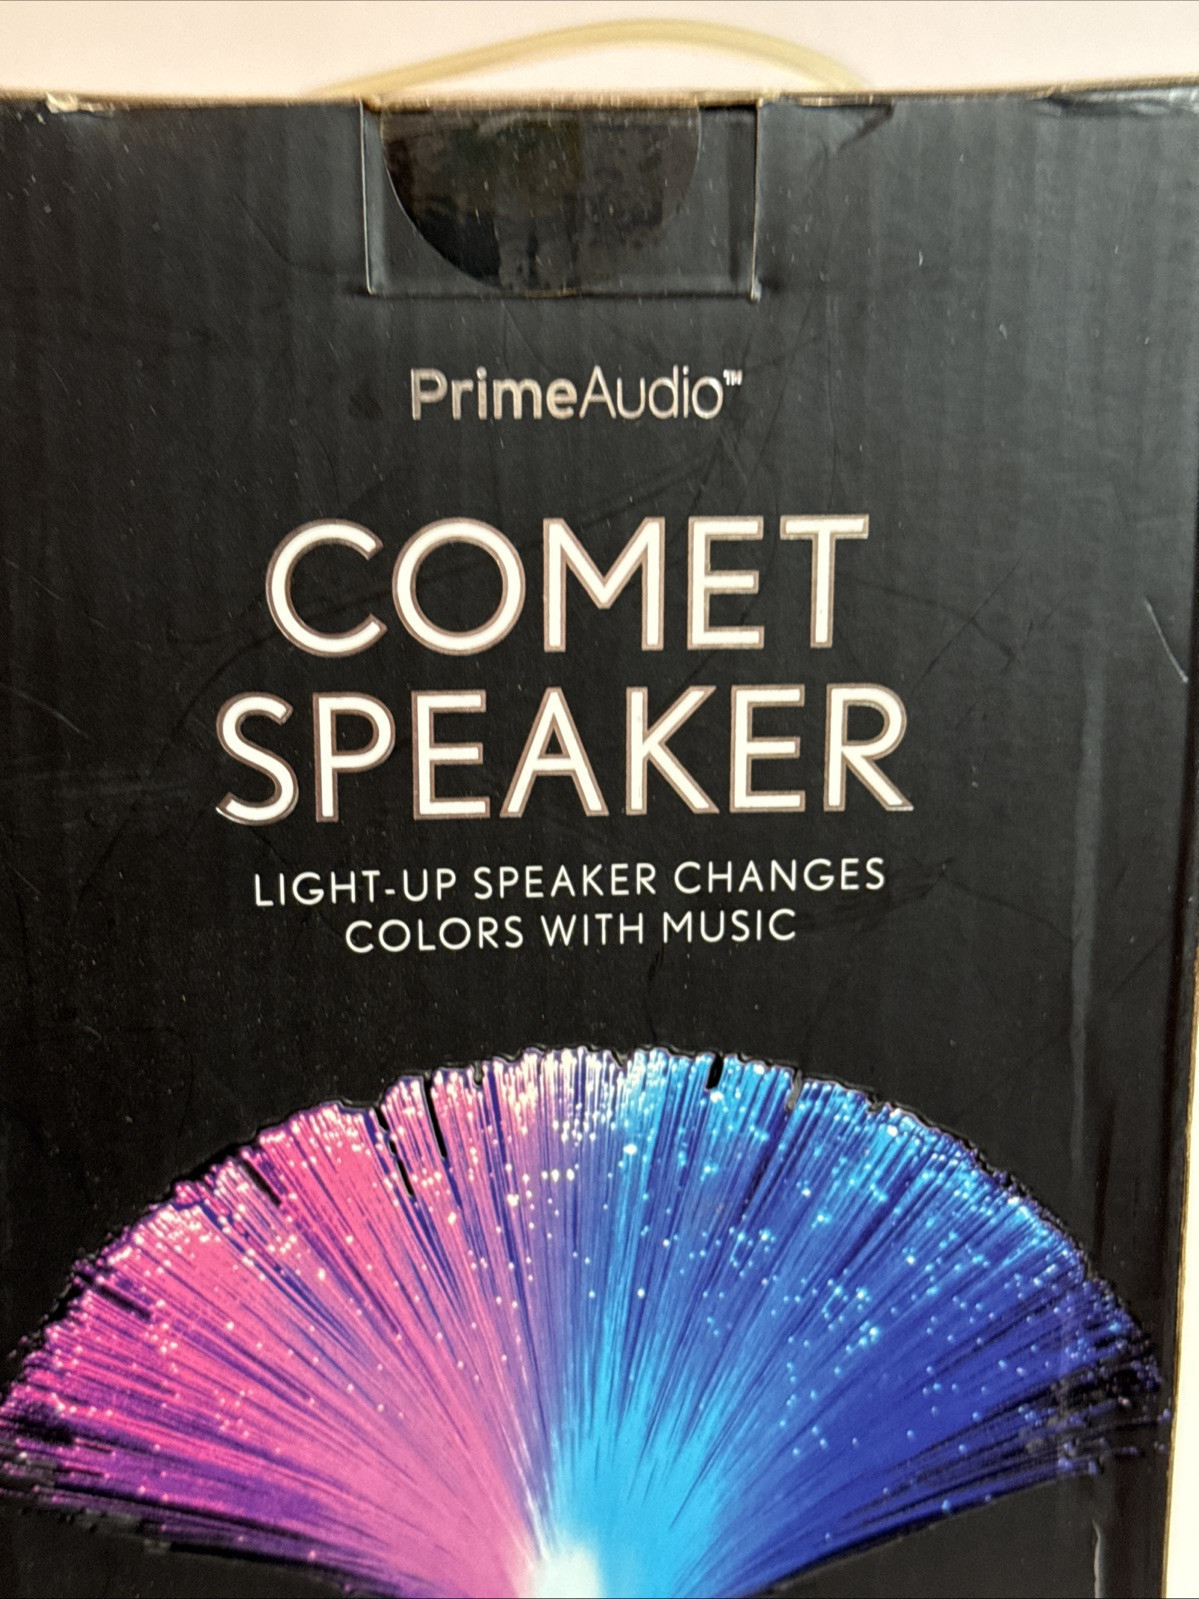 PrimeAudio™
COMET
SPEAKER
LIGHT-UP SPEAKER CHANGES
COLORS WITH MUSIC